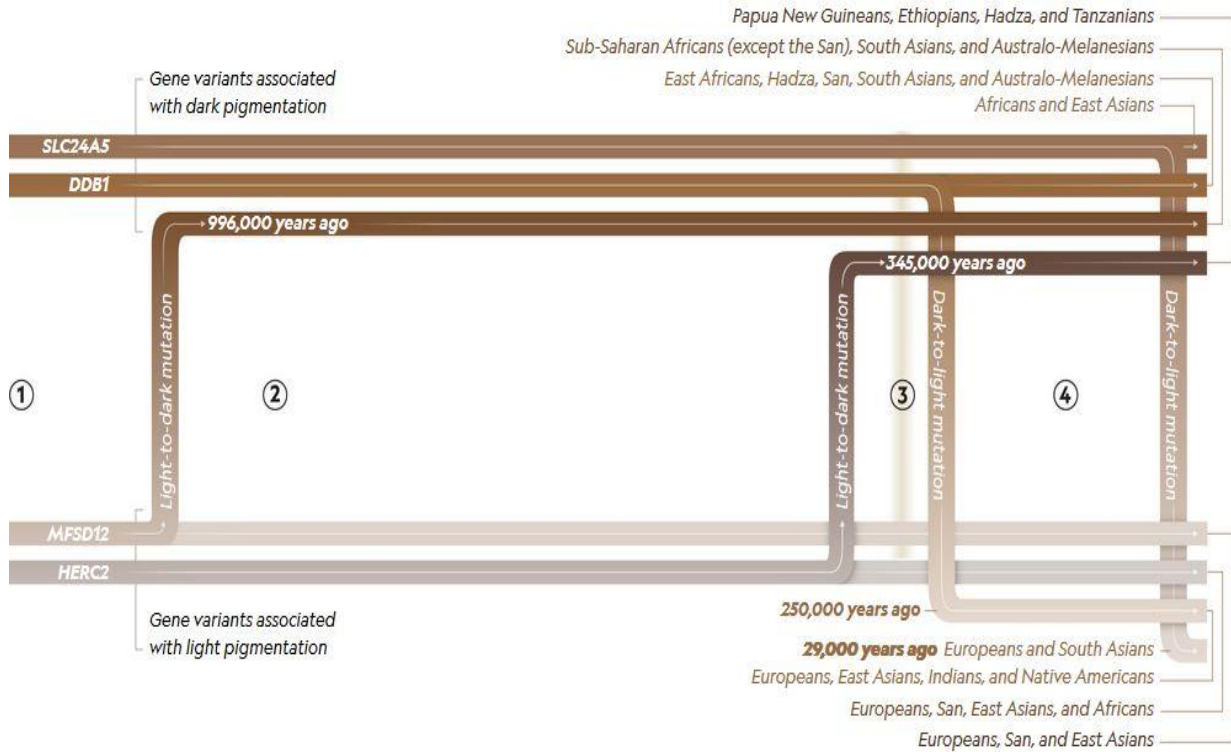 Papua New Guineans, Ethiopians, Hadza, and Tanzanians
Sub-Saharan Africans (except the San), South Asians, and Australo-Melanesians
East Africans, Hadza, San, South Asians, and Australo-Melanesians
Africans and East Asians
Gene variants associated
with dark pigmentation
SLC24A5
DDB1
996,000 years ago
345,000 years ago
Light-to-dark mutation
Light-to-dark mutation
Dark-to-light mutation
Dark-to-light mutation
1
2
3
4
MFSD12
HERC2
Gene variants associated
with light pigmentation
250,000 years ago
29,000 years ago Europeans and South Asians
Europeans, East Asians, Indians, and Native Americans
Europeans, San, East Asians, and Africans
Europeans, San, and East Asians